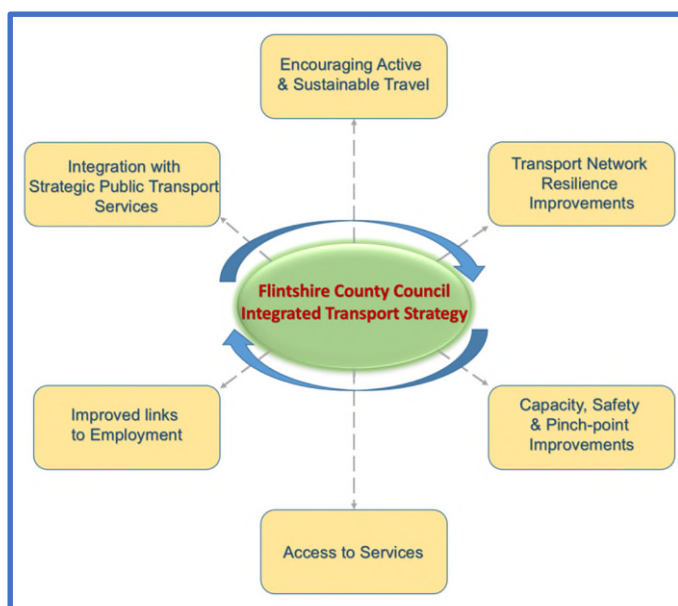 Encouraging Active
& Sustainable Travel
Integration with
Strategic Public Transport
Services
Transport Network
Resilience
Improvements
Flintshire County Council
Integrated Transport Strategy
Improved links
to Employment
Capacity, Safety
& Pinch-point
Improvements
Access to Services